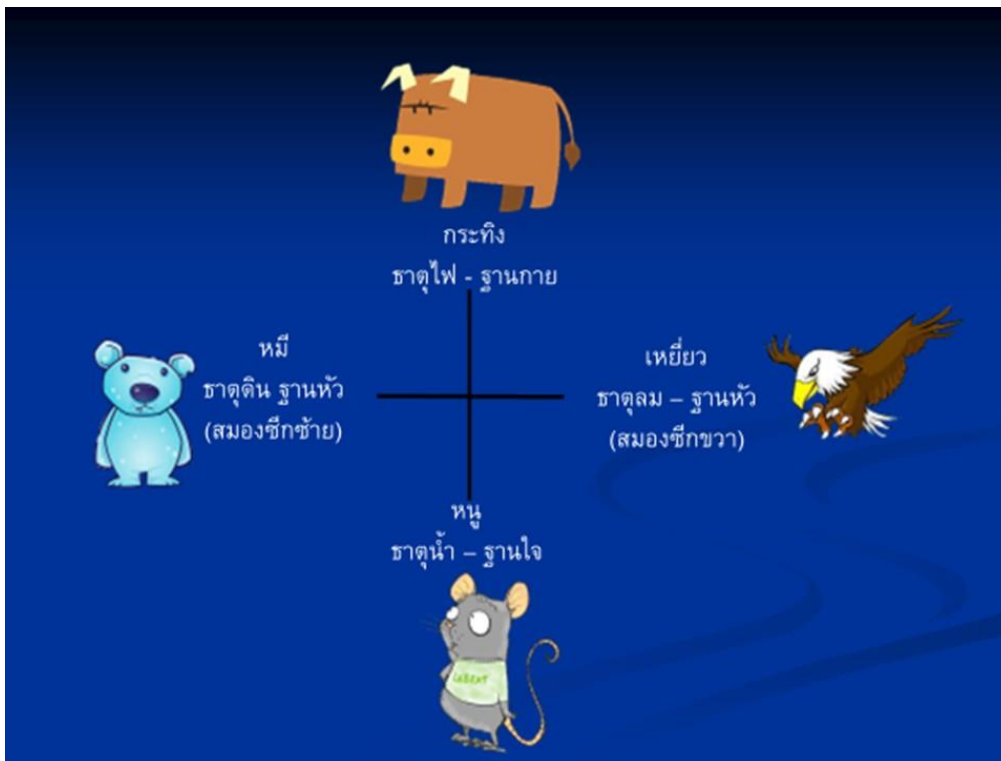 กระทิง
ธาตุไฟ - ฐานกาย
หมี
ธาตุดิน ฐานหัว
(สมองซีกซ้าย)
เหยี่ยว
ธาตุลม – ฐานหัว
(สมองซีกขวา)
หนู
ธาตุน้ำ – ฐานใจ